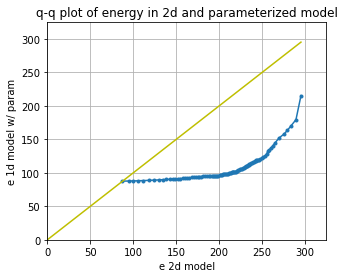 q-q plot of energy in 2d and parameterized model
e 1d model w/ param
300
250
200
150
100
50
0
0 50 100 150 200 250 300
e 2d model